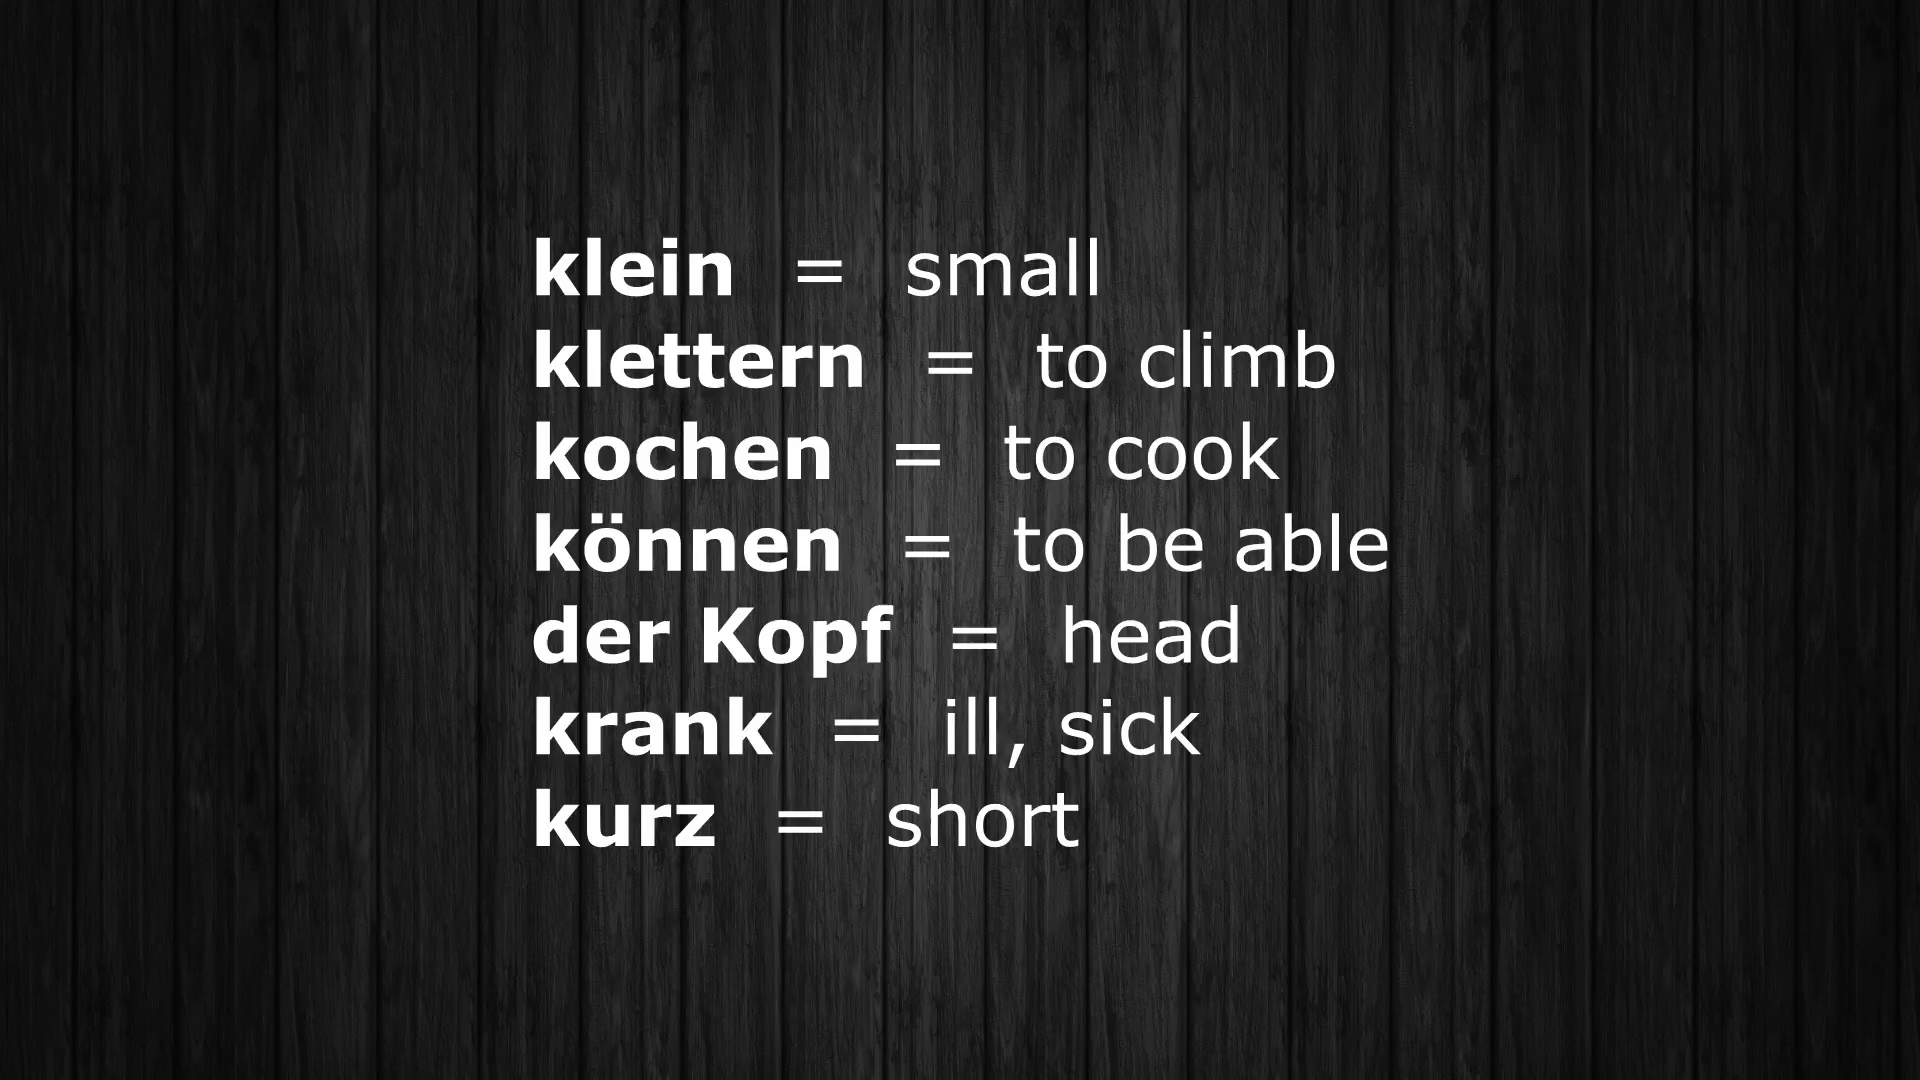 klein = small
klettern = to climb
kochen = to cook
können = to be able
der Kopf = head
krank = ill, sick
kurz = short